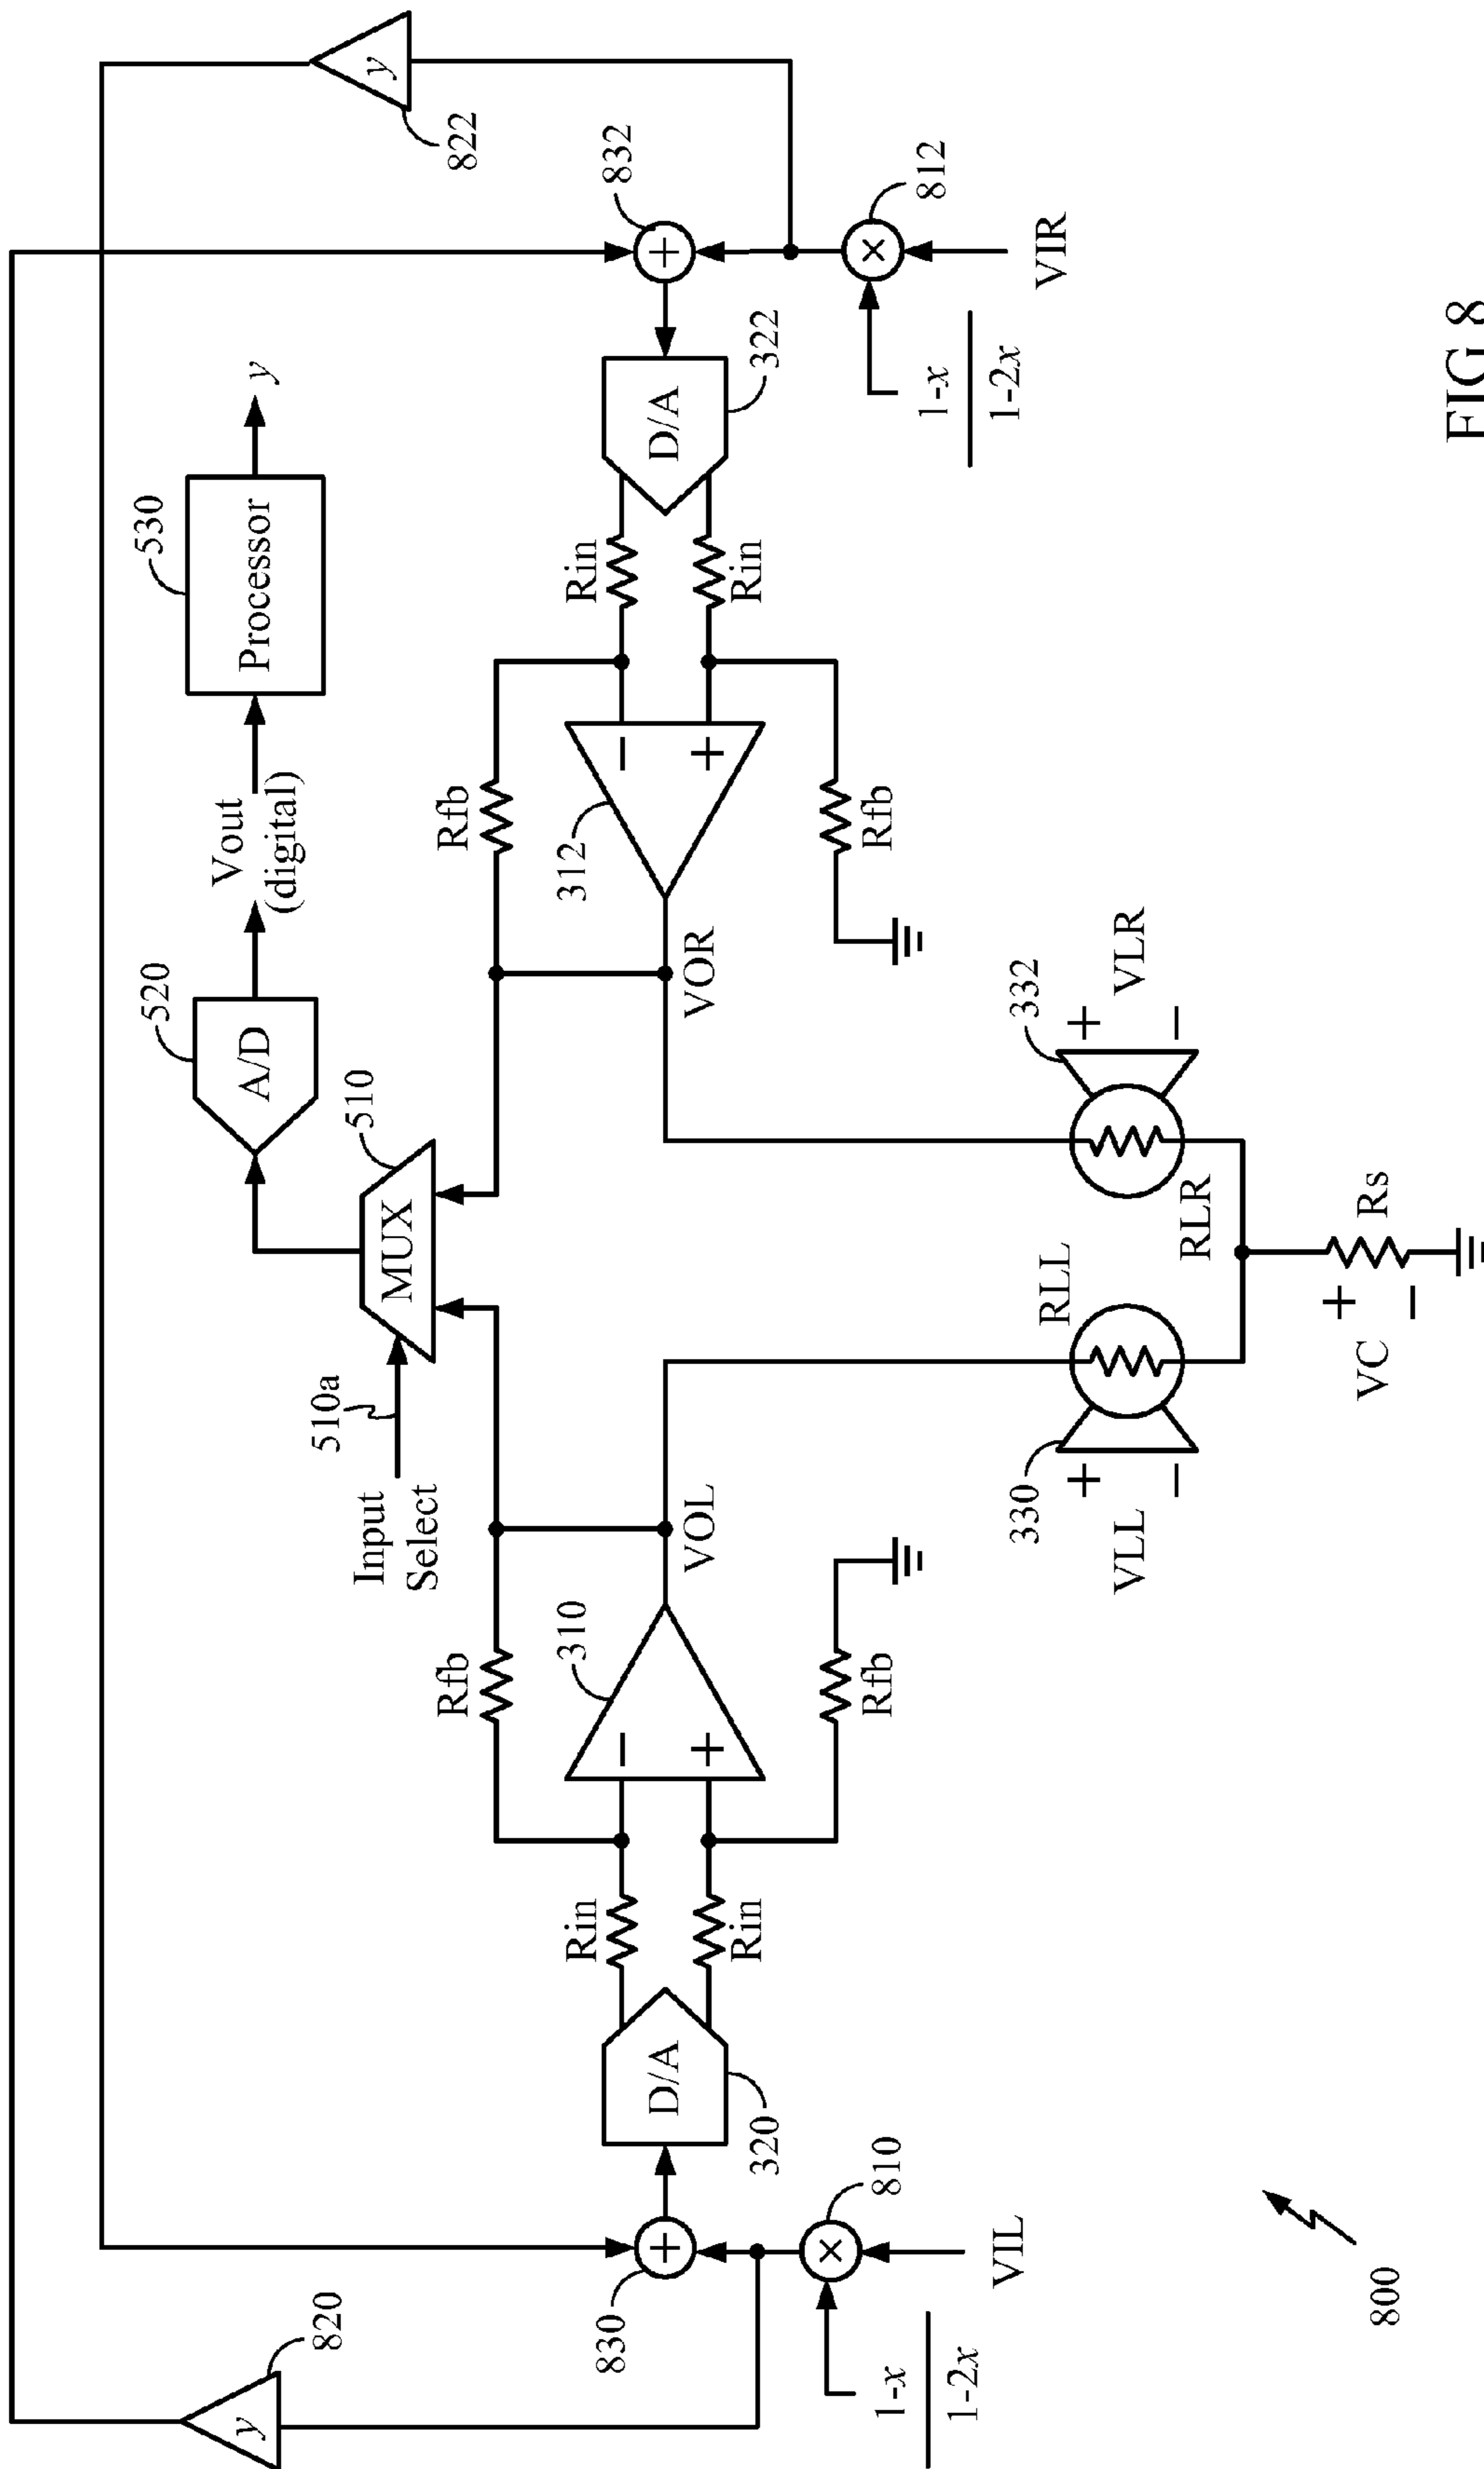 y
822
832
812
VIR
1-x
1-2x
322
D/A
Rin
Rin
530
Processor
y
Vout
(digital)
520
A/D
510
MUX
510a
Input
Select
Rfb
312
Rfb
VOR
332
VLR
RLR
RLL
Rs
VC
330
VLL
VOL
Rfb
310
Rfb
Rin
Rin
D/A
320
830
810
VIL
1-x
1-2x
y
820
800
FIG 8